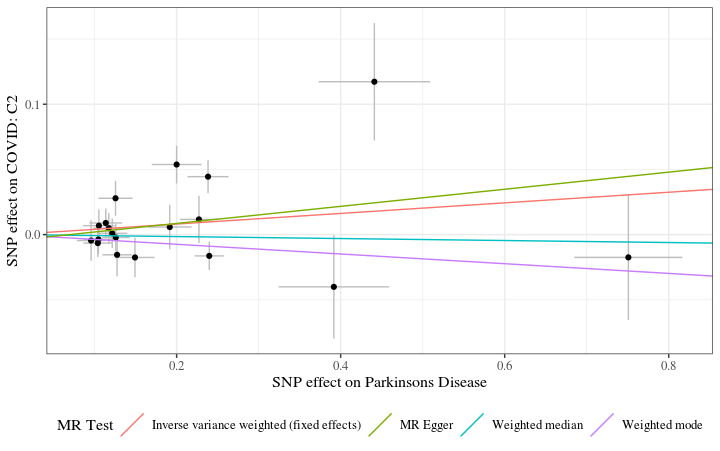 SNP effect on COVID: C2
0.1
0.0
0.2
0.4
0.6
0.8
SNP effect on Parkinsons Disease
MR Test
Inverse variance weighted (fixed effects)
MR Egger
Weighted median
Weighted mode